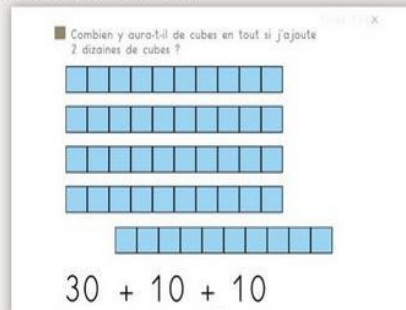 Combien y aura-t-il de cubes en tout si j'ajoute
2 dizaines de cubes ?
30 + 10 + 10